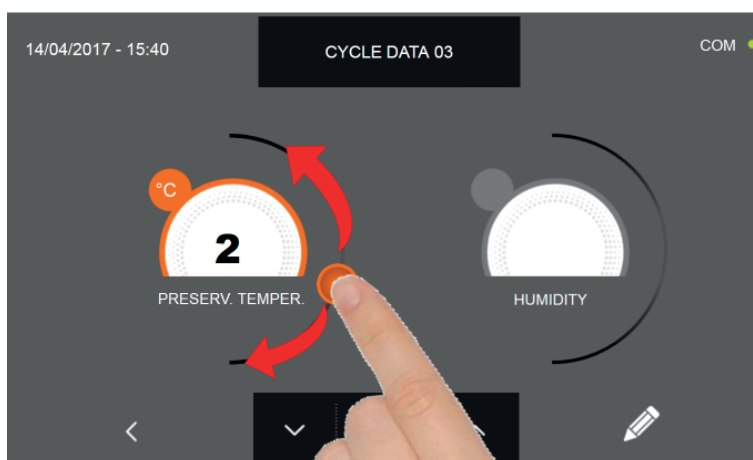 14/04/2017 - 15:40
CYCLE DATA 03
COM
°C
2
PRESERV. TEMPER.
HUMIDITY